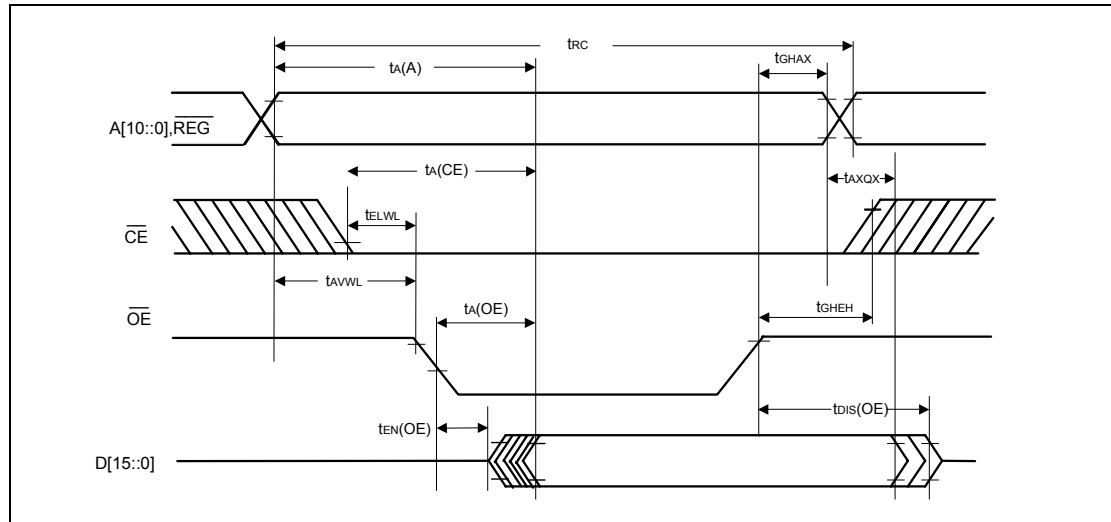 tRC
tA(A)
tGHAX
A[10::0],REG
tA(CE)
tAXQX
tELWL
CE
tAVWL
OE
tA(OE)
tGHEH
tDIS(OE)
tEN(OE)
D[15::0]